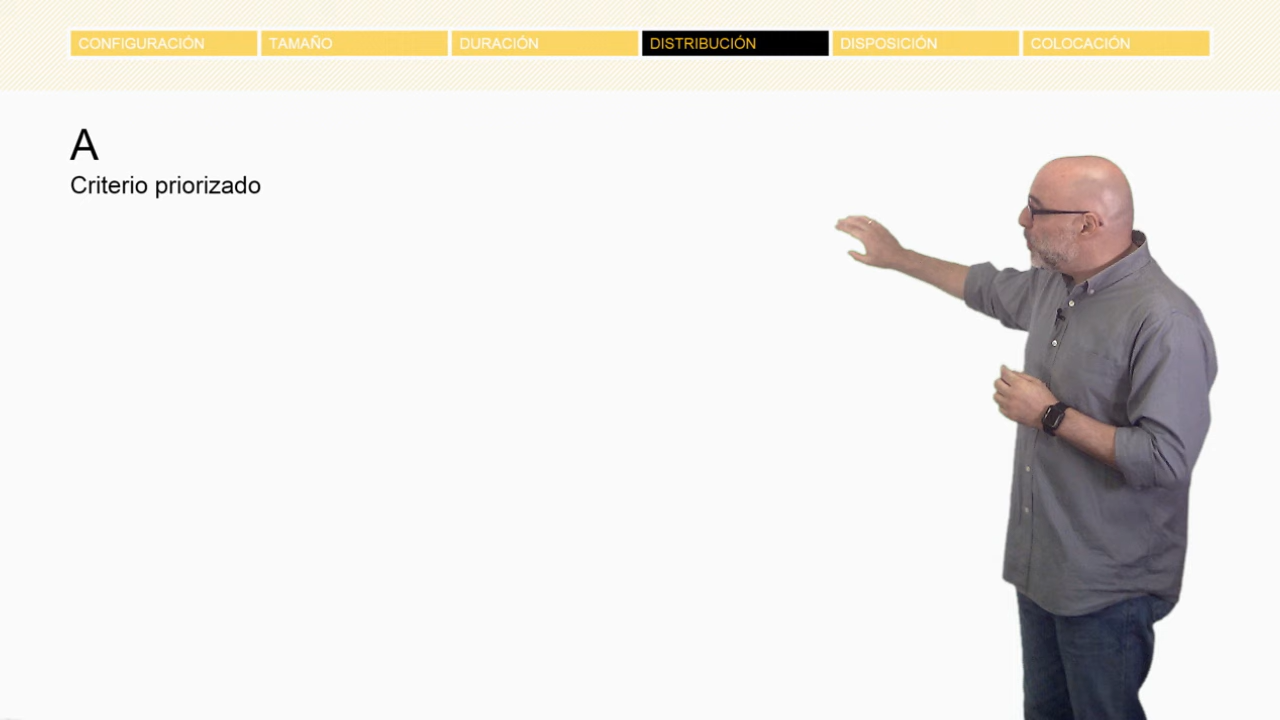 CONFIGURACIÓN
TAMAÑO
DURACIÓN
DISTRIBUCIÓN
DISPOSICIÓN
COLOCACIÓN
A
Criterio priorizado